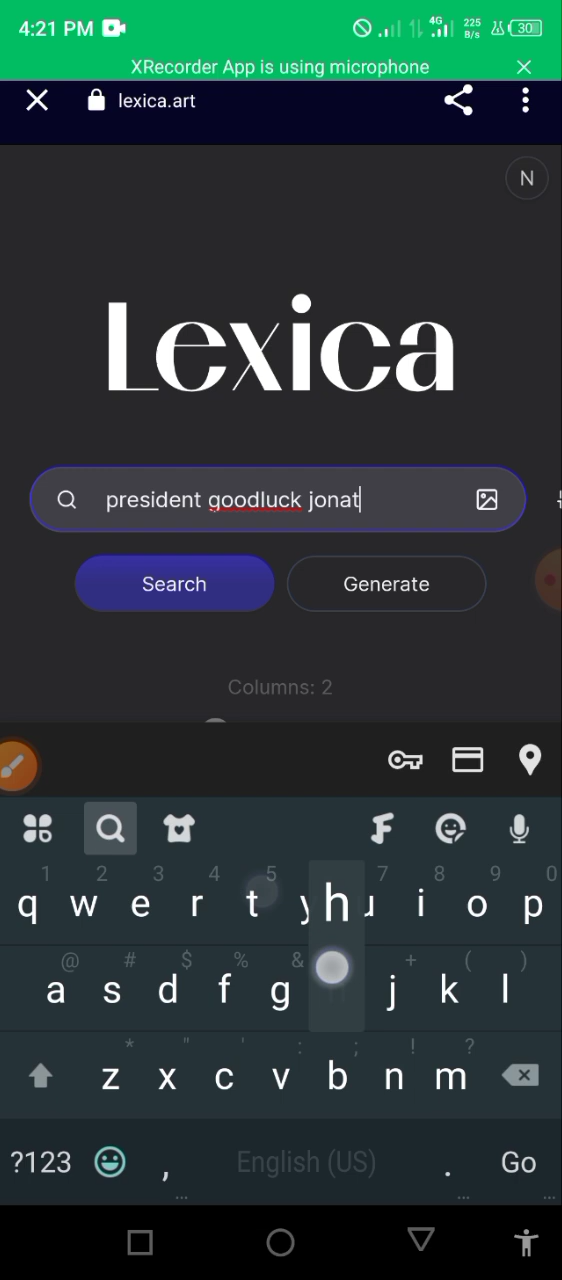 4:21 PM 4G 225 B/s 30
XRecorder App is using microphone
lexica.art
N
Lexica
president goodluck jonat
Search Generate
Columns: 2
1 2 3 4 5 7 8 9 0
q w e r t y h u i o p
@ # $ % & + ( )
a s d f g j k l
* " ' : ; ! ?
z x c v b n m
?123 , English (US) . Go